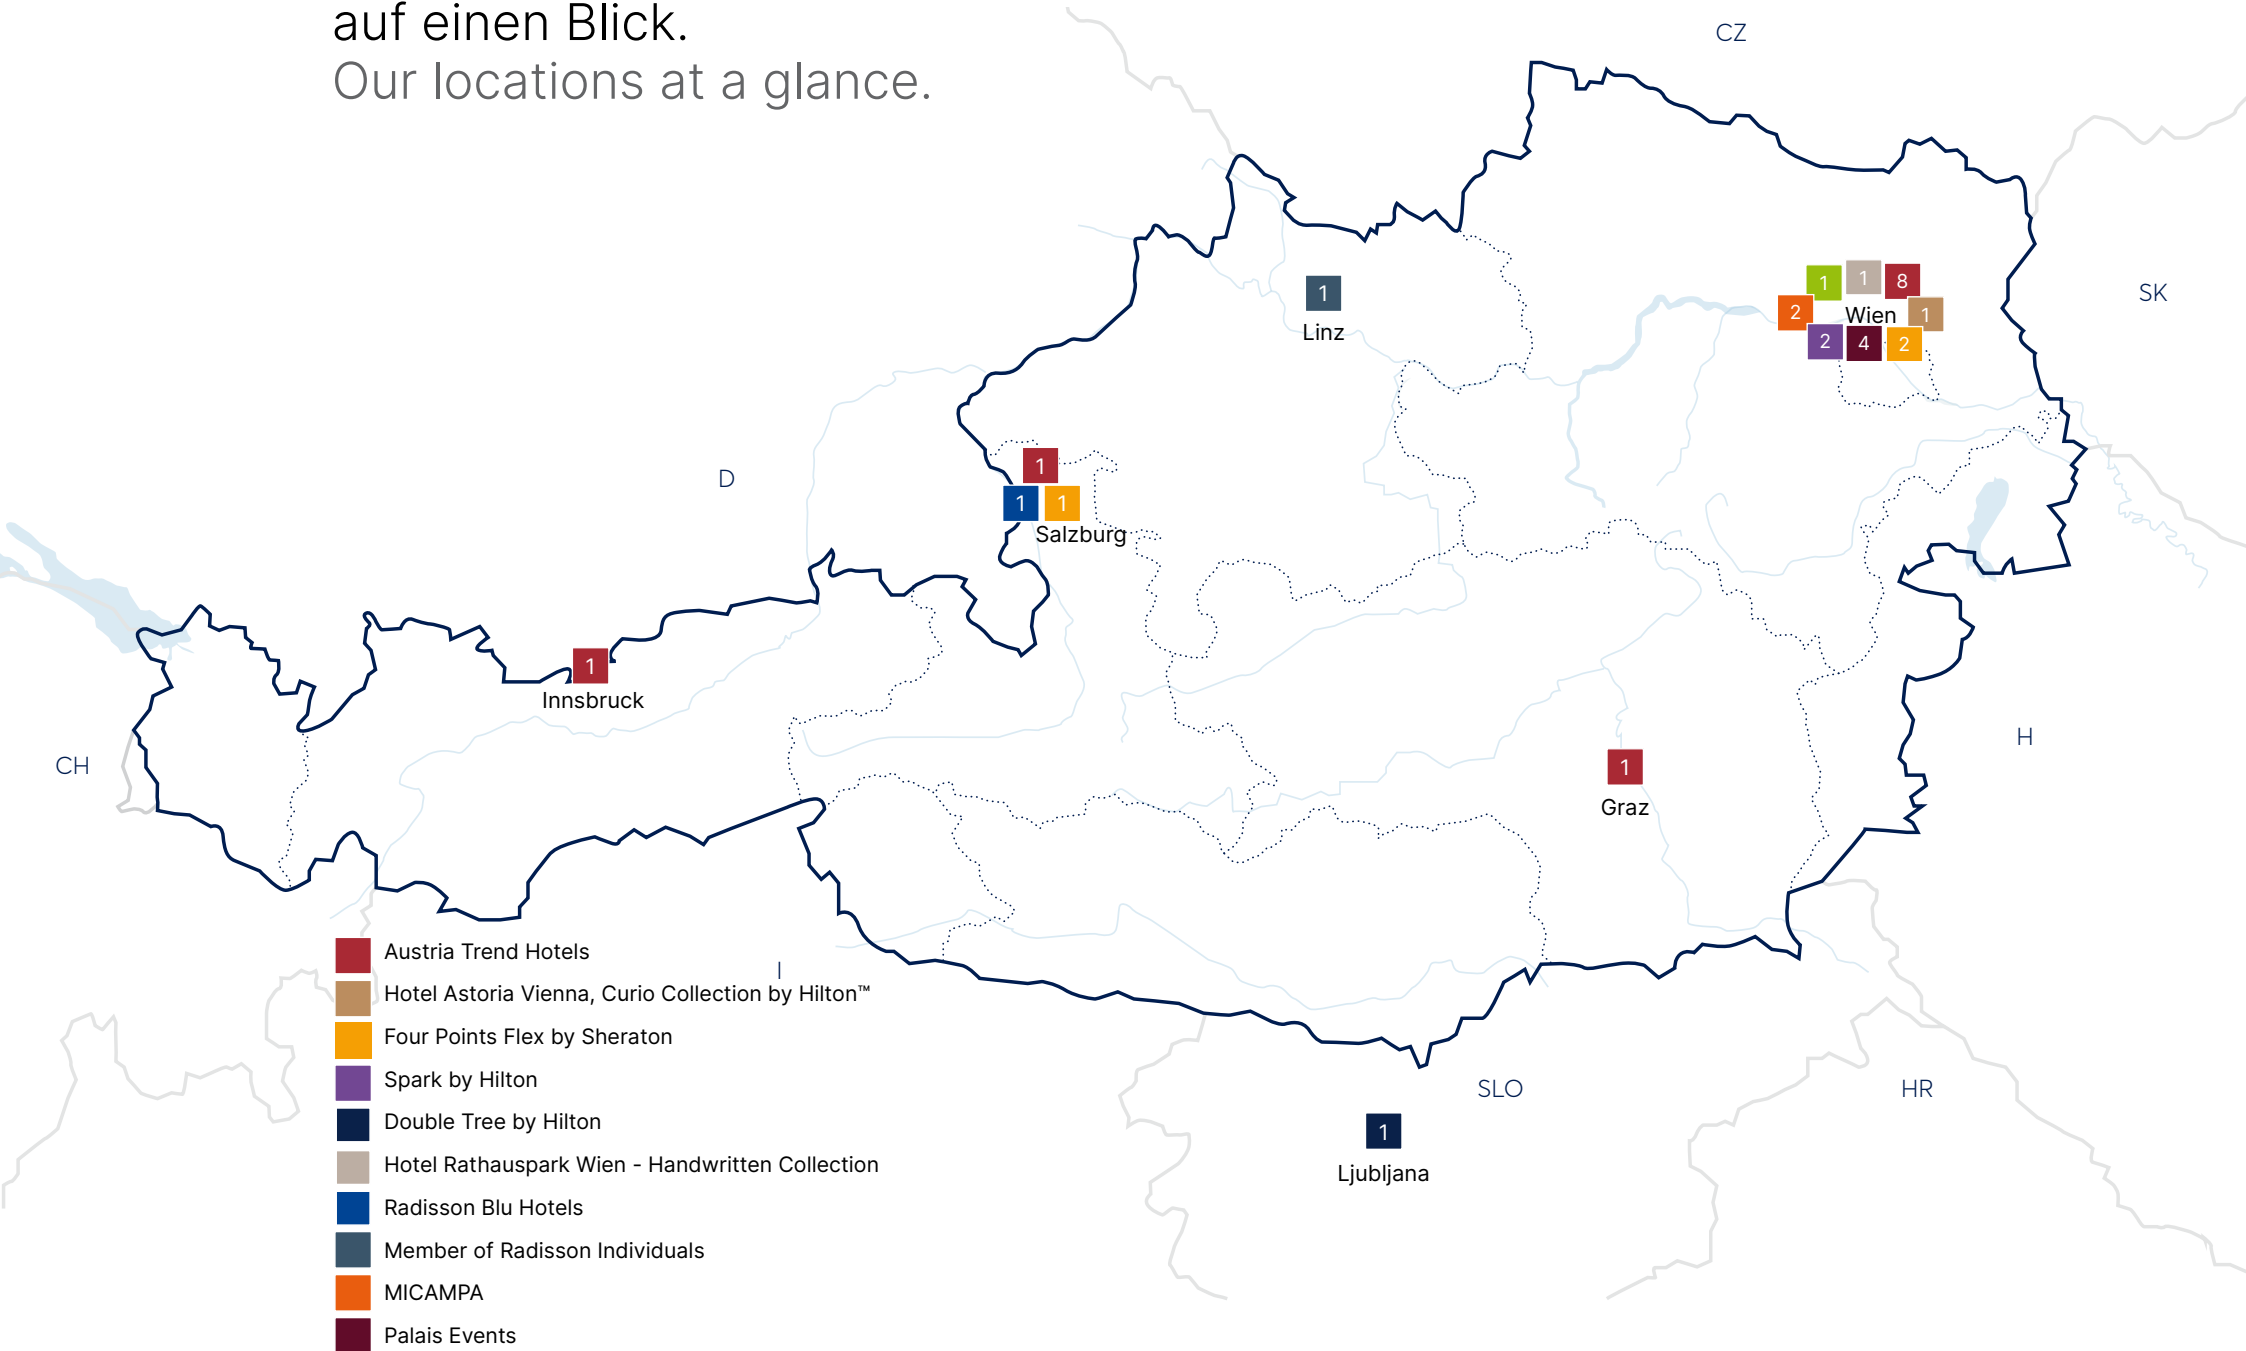 auf einen Blick.
Our locations at a glance.
CZ
SK
1
1
8
2
Wien
1
2
4
2
1
Linz
D
1
1
1
Salzburg
1
Innsbruck
CH
H
1
Graz
I
SLO
HR
1
Ljubljana
Austria Trend Hotels
Hotel Astoria Vienna, Curio Collection by Hilton™
Four Points Flex by Sheraton
Spark by Hilton
Double Tree by Hilton
Hotel Rathauspark Wien - Handwritten Collection
Radisson Blu Hotels
Member of Radisson Individuals
MICAMPA
Palais Events